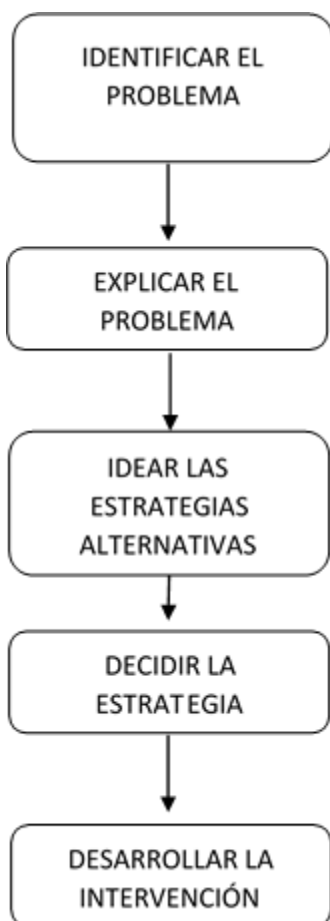 IDENTIFICAR EL
PROBLEMA
EXPLICAR EL
PROBLEMA
IDEAR LAS
ESTRATEGIAS
ALTERNATIVAS
DECIDIR LA
ESTRATEGIA
DESARROLLAR LA
INTERVENCIÓN